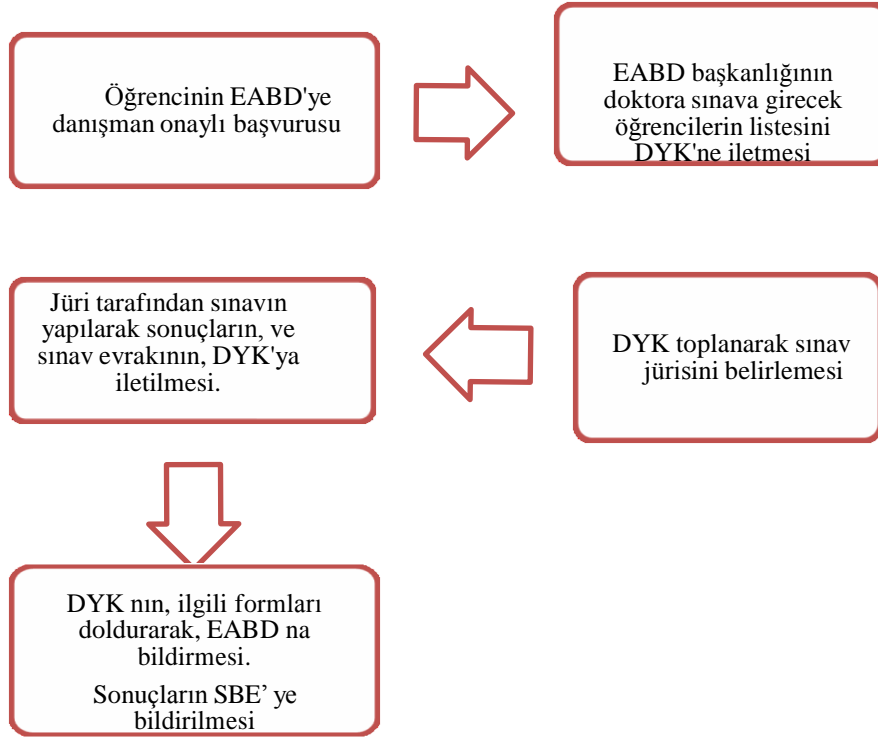 Öğrencinin EABD'ye
danışman onaylı başvurusu
EABD başkanlığının
doktora sınava girecek
öğrencilerin listesini
DYK'ne iletmesi
DYK toplanarak sınav
jürisini belirlemesi
Jüri tarafından sınavın
yapılarak sonuçların, ve
sınav evrakının, DYK'ya
iletilmesi.
DYK nın, ilgili formları
doldurarak, EABD na
bildirmesi.
Sonuçların SBE’ ye
bildirilmesi